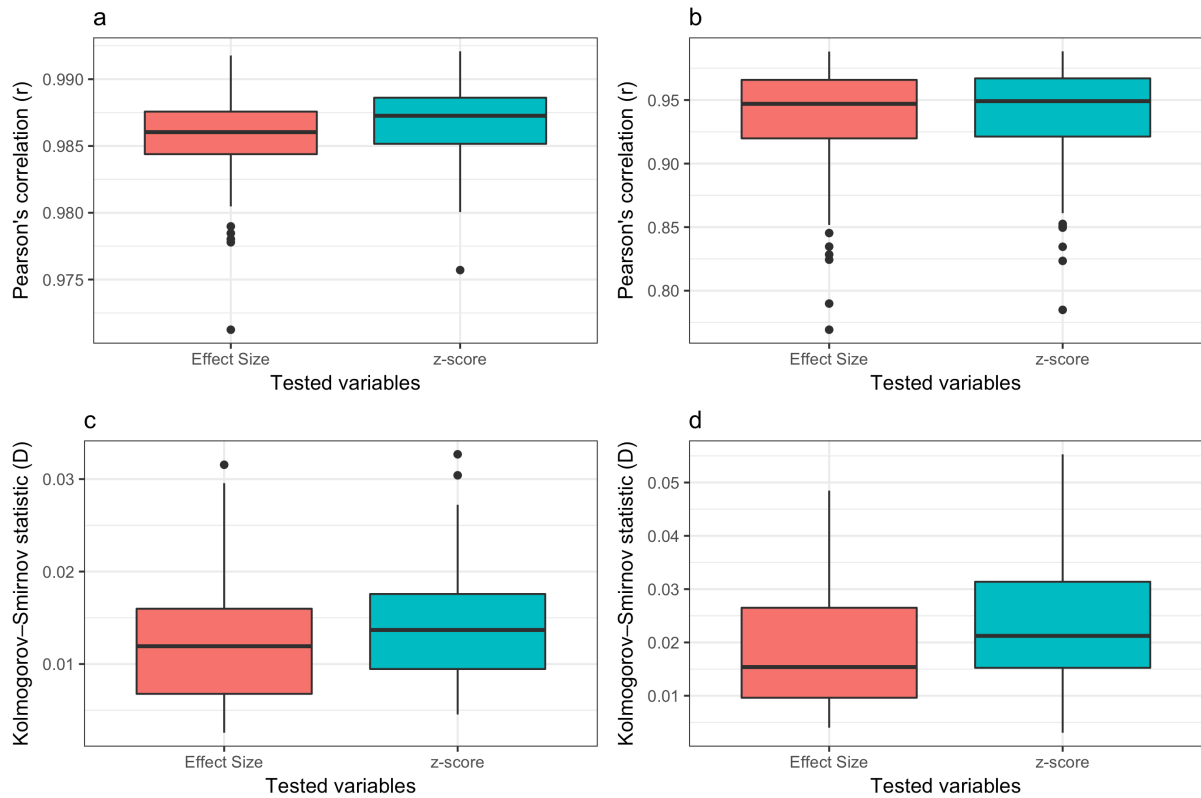 a
Pearson's correlation (r)
0.990
0.985
0.980
0.975
Effect Size
z-score
Tested variables
b
Pearson's correlation (r)
0.95
0.90
0.85
0.80
Effect Size
z-score
Tested variables
c
Kolmogorov–Smirnov statistic (D)
0.03
0.02
0.01
Effect Size
z-score
Tested variables
d
Kolmogorov–Smirnov statistic (D)
0.05
0.04
0.03
0.02
0.01
Effect Size
z-score
Tested variables